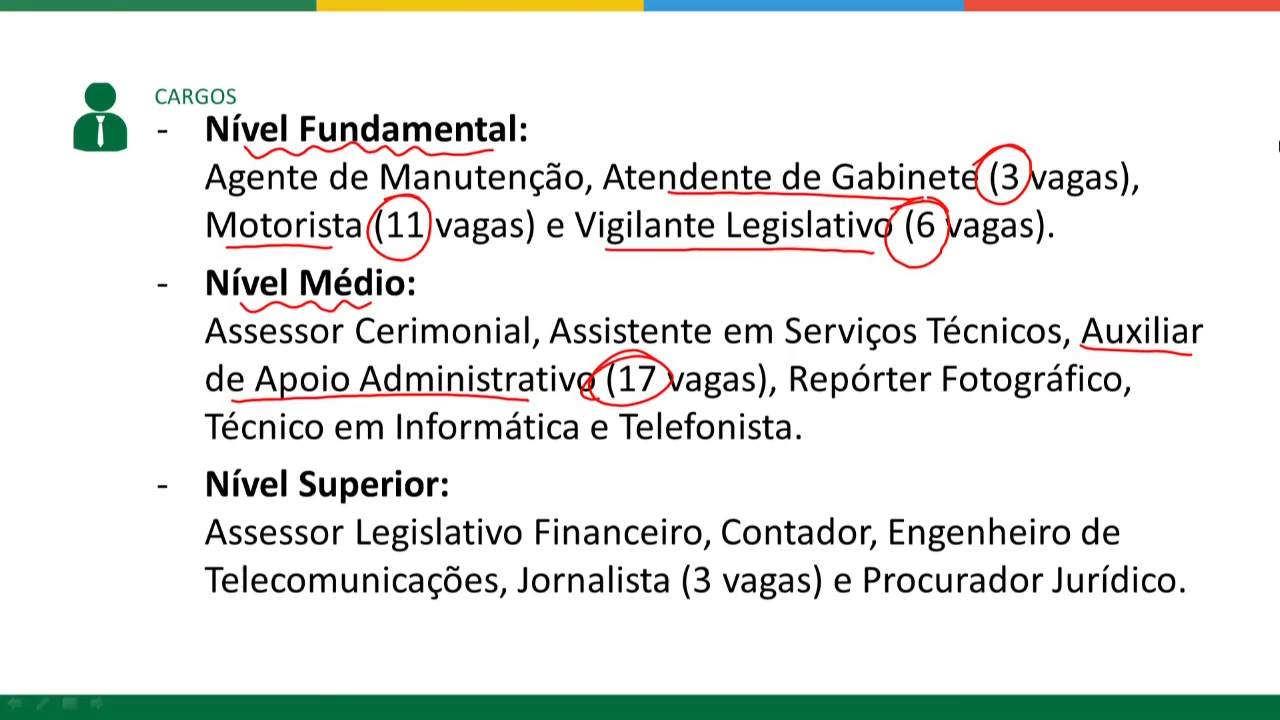 CARGOS
- Nível Fundamental:
Agente de Manutenção, Atendente de Gabinete (3 vagas),
Motorista (11 vagas) e Vigilante Legislativo (6 vagas).
- Nível Médio:
Assessor Cerimonial, Assistente em Serviços Técnicos, Auxiliar
de Apoio Administrativo (17 vagas), Repórter Fotográfico,
Técnico em Informática e Telefonista.
- Nível Superior:
Assessor Legislativo Financeiro, Contador, Engenheiro de
Telecomunicações, Jornalista (3 vagas) e Procurador Jurídico.